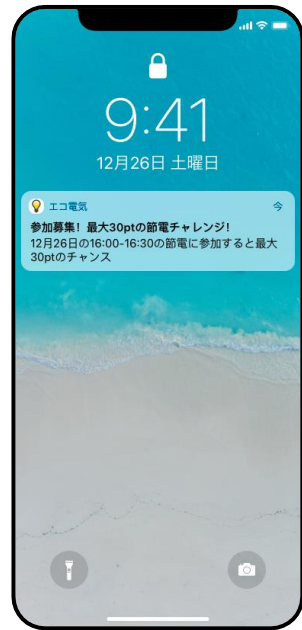 9:41
12月26日 土曜日
エコ電気 今
参加募集！最大30ptの節電チャレンジ！
12月26日の16:00-16:30の節電に参加すると最大
30ptのチャンス